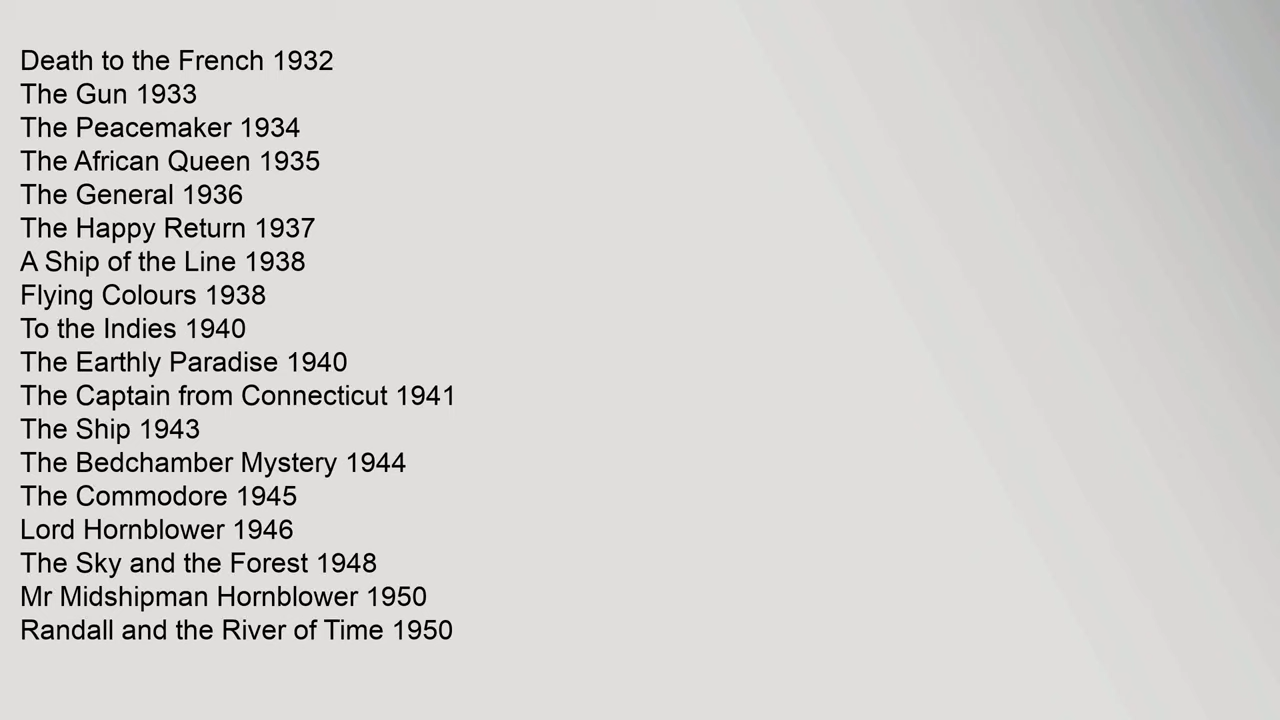 Death to the French 1932
The Gun 1933
The Peacemaker 1934
The African Queen 1935
The General 1936
The Happy Return 1937
A Ship of the Line 1938
Flying Colours 1938
To the Indies 1940
The Earthly Paradise 1940
The Captain from Connecticut 1941
The Ship 1943
The Bedchamber Mystery 1944
The Commodore 1945
Lord Hornblower 1946
The Sky and the Forest 1948
Mr Midshipman Hornblower 1950
Randall and the River of Time 1950